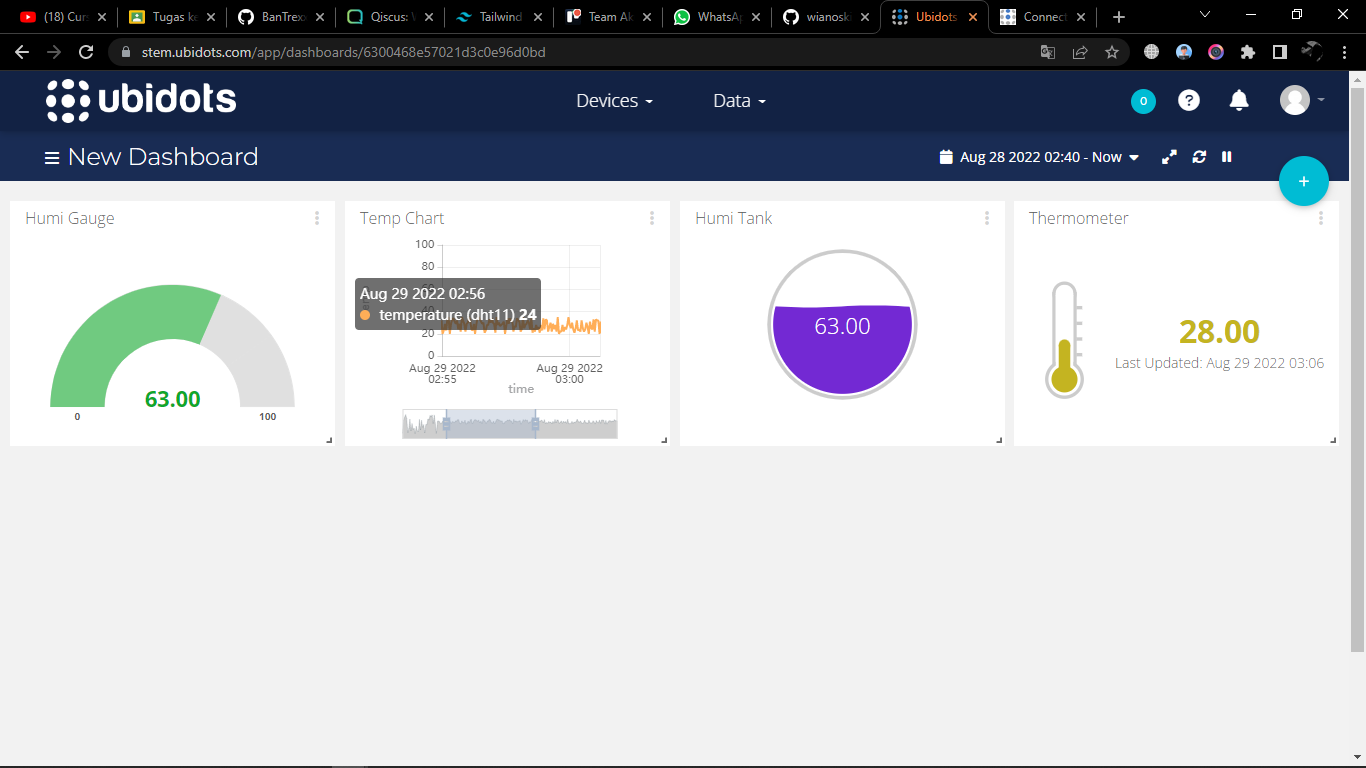 (18) Curs
Tugas ke
BanTrex
Qiscus:
Tailwind
Team Ak
WhatsAp
wianosk
Ubidots
Connect
stem.ubidots.com/app/dashboards/6300468e57021d3c0e96d0bd
ubidots
Devices
Data
0
?
New Dashboard
Aug 28 2022 02:40 - Now
+
Humi Gauge
63.00
0
100
Temp Chart
100
80
Aug 29 2022 02:56
temperature (dht11) 24
20
0
Aug 29 2022
02:55
Aug 29 2022
03:00
time
Humi Tank
63.00
Thermometer
28.00
Last Updated: Aug 29 2022 03:06